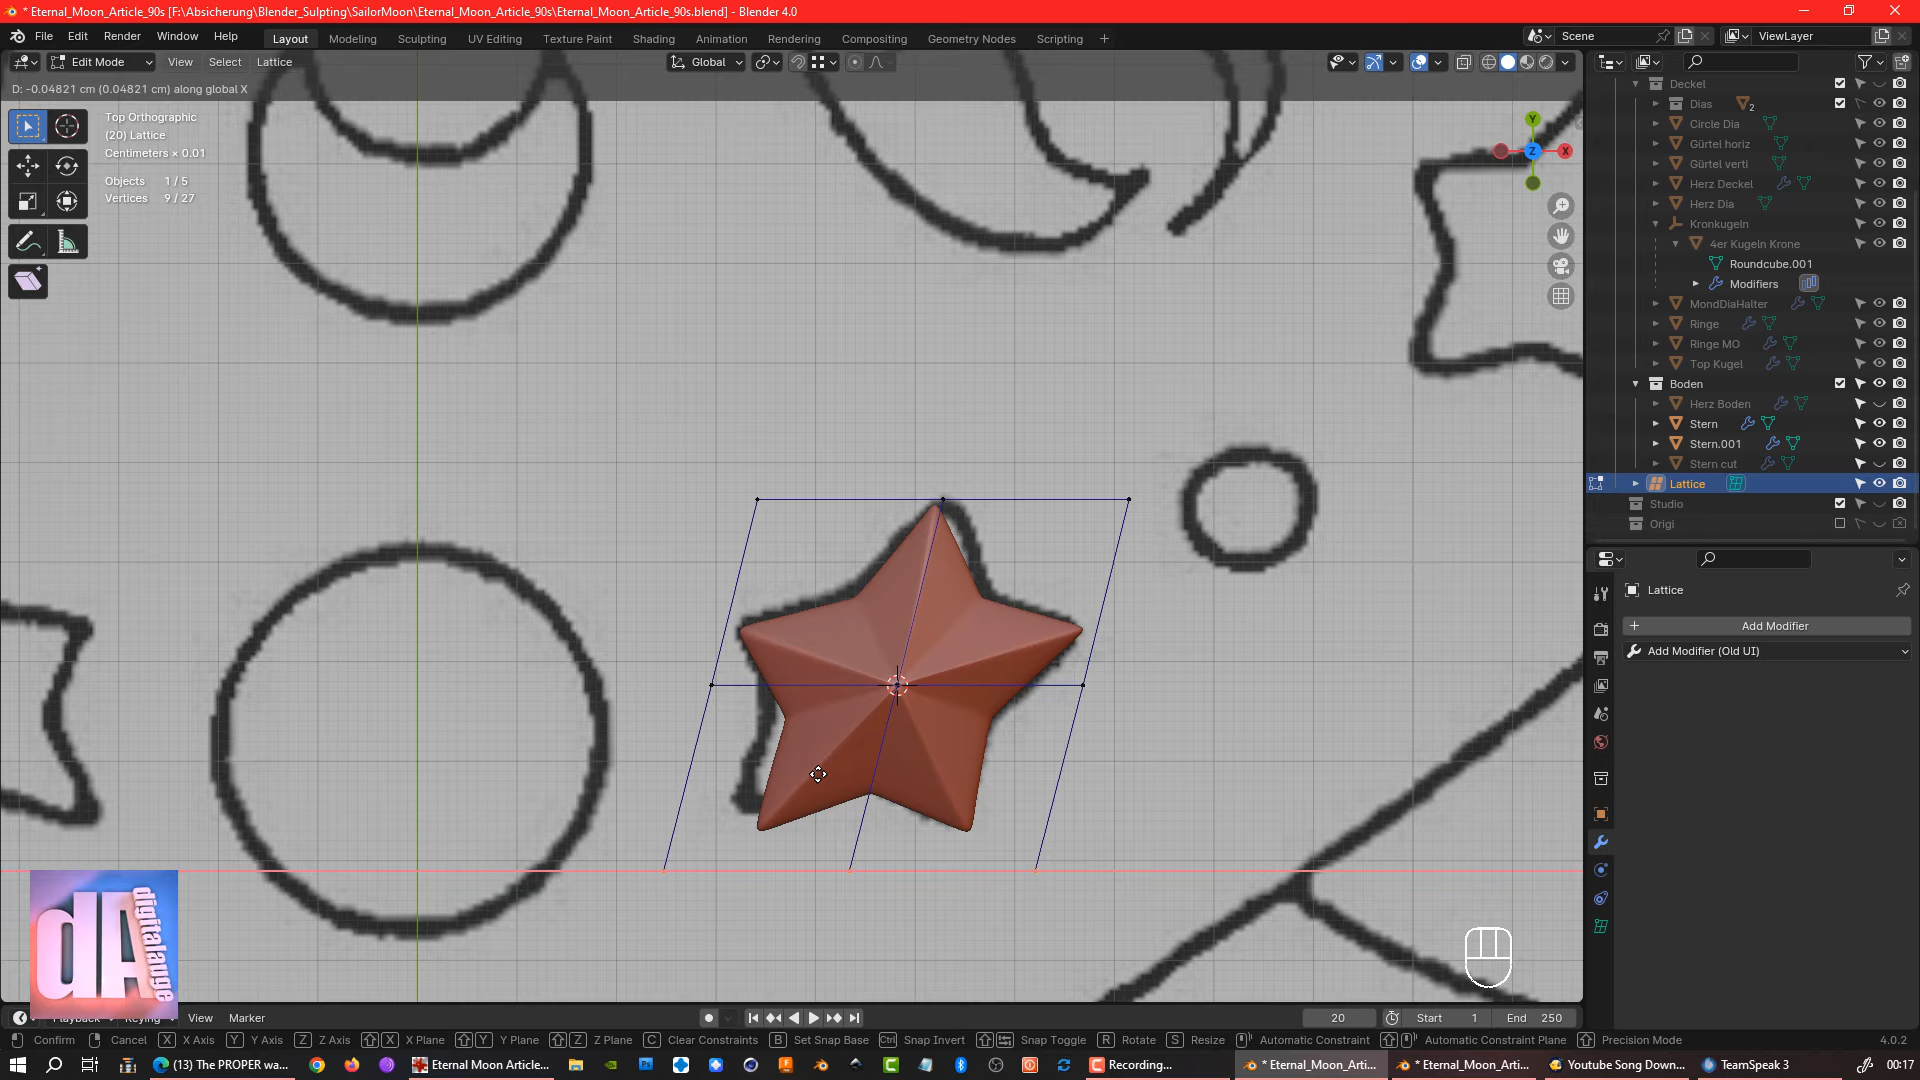 * Eternal_Moon_Article_90s [F:\Absicherung\Blender_Sulpting\SailorMoon\Eternal_Moon_Article_90s\Eternal_Moon_Article_90s.blend] - Blender 4.0
File Edit Render Window Help Layout Modeling Sculpting UV Editing Texture Paint Shading Animation Rendering Compositing Geometry Nodes Scripting + Scene ViewLayer
Edit Mode View Select Lattice Global
D: -0.04821 cm (0.04821 cm) along global X
Top Orthographic
(20) Lattice
Centimeters × 0.01
Objects 1 / 5
Vertices 9 / 27
Y
Z
X
Deckel
Dias 2
Circle Dia
Gürtel horiz
Gürtel verti
Herz Deckel
Herz Dia
Kronkugeln
4er Kugeln Krone
Roundcube.001
Modifiers
MondDiaHalter
Ringe
Ringe MO
Top Kugel
Boden
Herz Boden
Stern
Stern.001
Stern cut
Lattice
Studio
Origi
Lattice
Add Modifier
Add Modifier (Old UI)
dA
digitalauge
Playback Keying View Marker 20 Start 1 End 250
Confirm Cancel X X Axis Y Y Axis Z Z Axis X X Plane Y Y Plane Z Z Plane C Clear Constraints B Set Snap Base Ctrl Snap Invert Snap Toggle R Rotate S Resize Automatic Constraint Automatic Constraint Plane Precision Mode 4.0.2
(13) The PROPER wa... Eternal Moon Article... Recording... * Eternal_Moon_Arti... * Eternal_Moon_Arti... Youtube Song Down... TeamSpeak 3 00:17